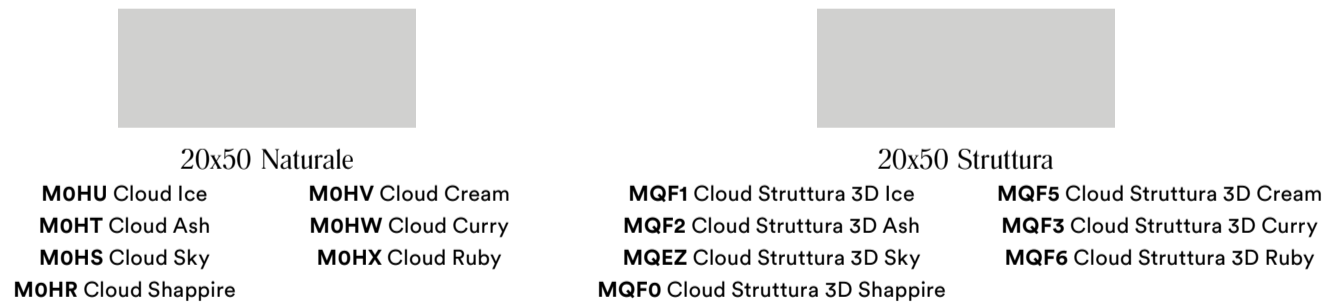 20x50 Naturale
M0HU Cloud Ice
M0HT Cloud Ash
M0HS Cloud Sky
M0HR Cloud Shappire
M0HV Cloud Cream
M0HW Cloud Curry
M0HX Cloud Ruby
20x50 Struttura
MQF1 Cloud Struttura 3D Ice
MQF2 Cloud Struttura 3D Ash
MQEZ Cloud Struttura 3D Sky
MQF0 Cloud Struttura 3D Shappire
MQF5 Cloud Struttura 3D Cream
MQF3 Cloud Struttura 3D Curry
MQF6 Cloud Struttura 3D Ruby